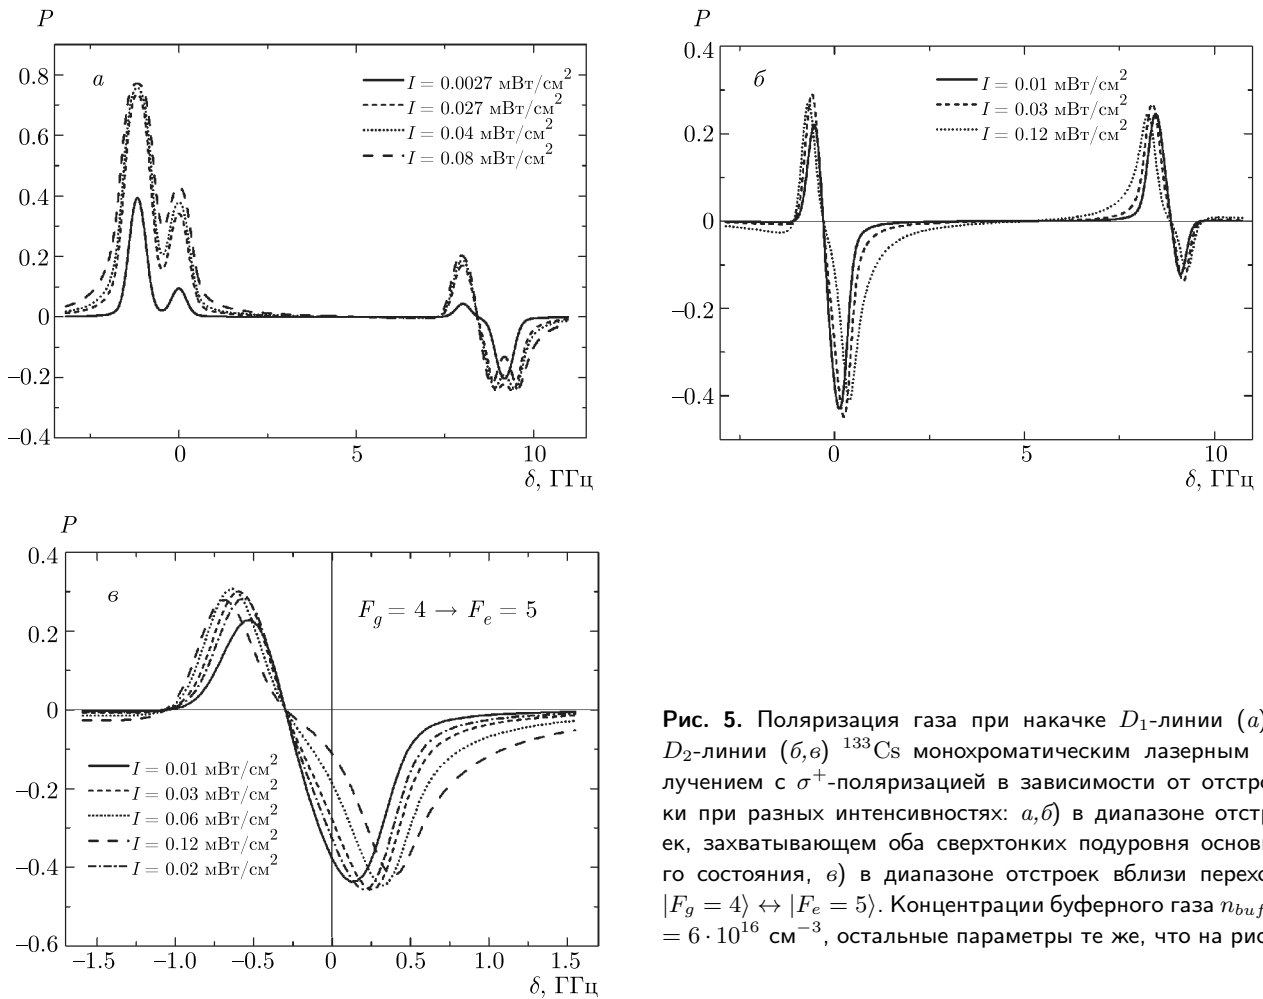 P
а
I = 0.0027 мВт/см²
I = 0.027 мВт/см²
I = 0.04 мВт/см²
I = 0.08 мВт/см²
0.8
0.6
0.4
0.2
0
–0.2
–0.4
0 5 10
δ, ГГц
P
б
I = 0.01 мВт/см²
I = 0.03 мВт/см²
I = 0.12 мВт/см²
0.4
0.2
0
–0.2
–0.4
0 5 10
δ, ГГц
P
в
F_g = 4 → F_e = 5
0.4
0.2
0
–0.2
–0.4
–0.6
I = 0.01 мВт/см²
I = 0.03 мВт/см²
I = 0.06 мВт/см²
I = 0.12 мВт/см²
I = 0.02 мВт/см²
–1.5 –1.0 –0.5 0 0.5 1.0 1.5
δ, ГГц
Рис. 5. Поляризация газа при накачке D₁-линии (а)
D₂-линии (б,в) ¹³³Cs монохроматическим лазерным
лучением с σ⁺-поляризацией в зависимости от отстро
ки при разных интенсивностях: а,б) в диапазоне отстр
ек, захватывающем оба сверхтонких подуровня основн
го состояния, в) в диапазоне отстроек вблизи перехо
|F_g = 4⟩ ↔ |F_e = 5⟩. Концентрации буферного газа n_buf
= 6 · 10¹⁶ см⁻³, остальные параметры те же, что на рис